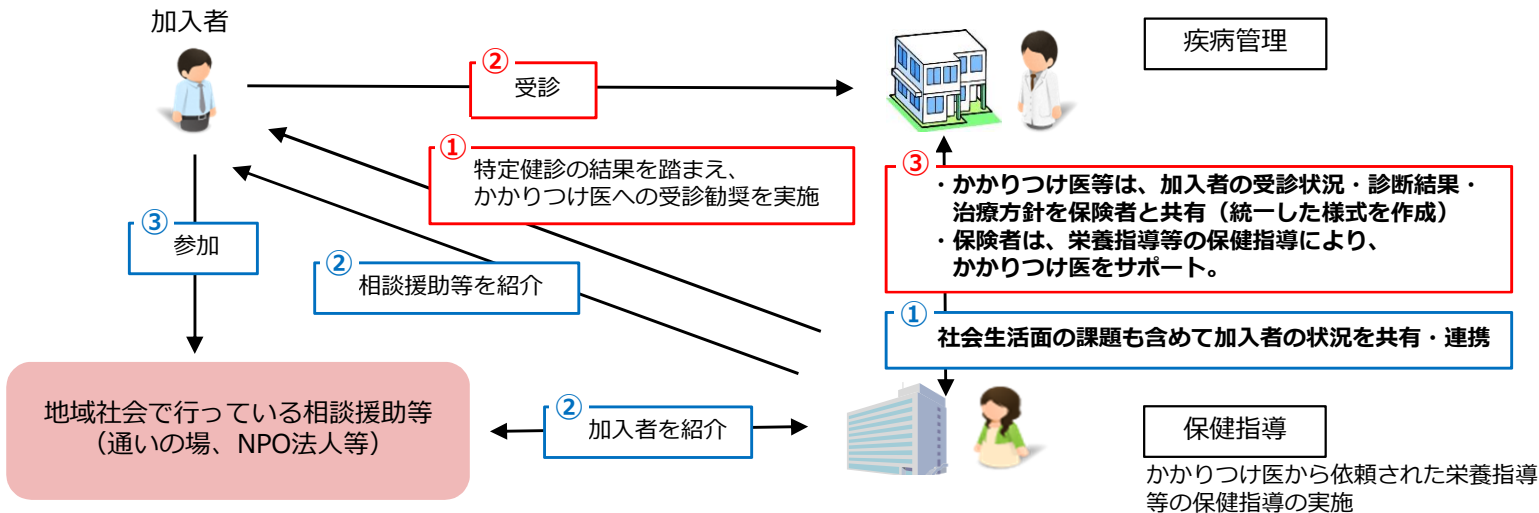 加入者
疾病管理
②
受診
①
特定健診の結果を踏まえ、
かかりつけ医への受診勧奨を実施
③
・かかりつけ医等は、加入者の受診状況・診断結果・
治療方針を保険者と共有（統一した様式を作成）
・保険者は、栄養指導等の保健指導により、
かかりつけ医をサポート。
③
参加
②
相談援助等を紹介
①
社会生活面の課題も含めて加入者の状況を共有・連携
地域社会で行っている相談援助等
（通いの場、NPO法人等）
②
加入者を紹介
保健指導
かかりつけ医から依頼された栄養指導
等の保健指導の実施